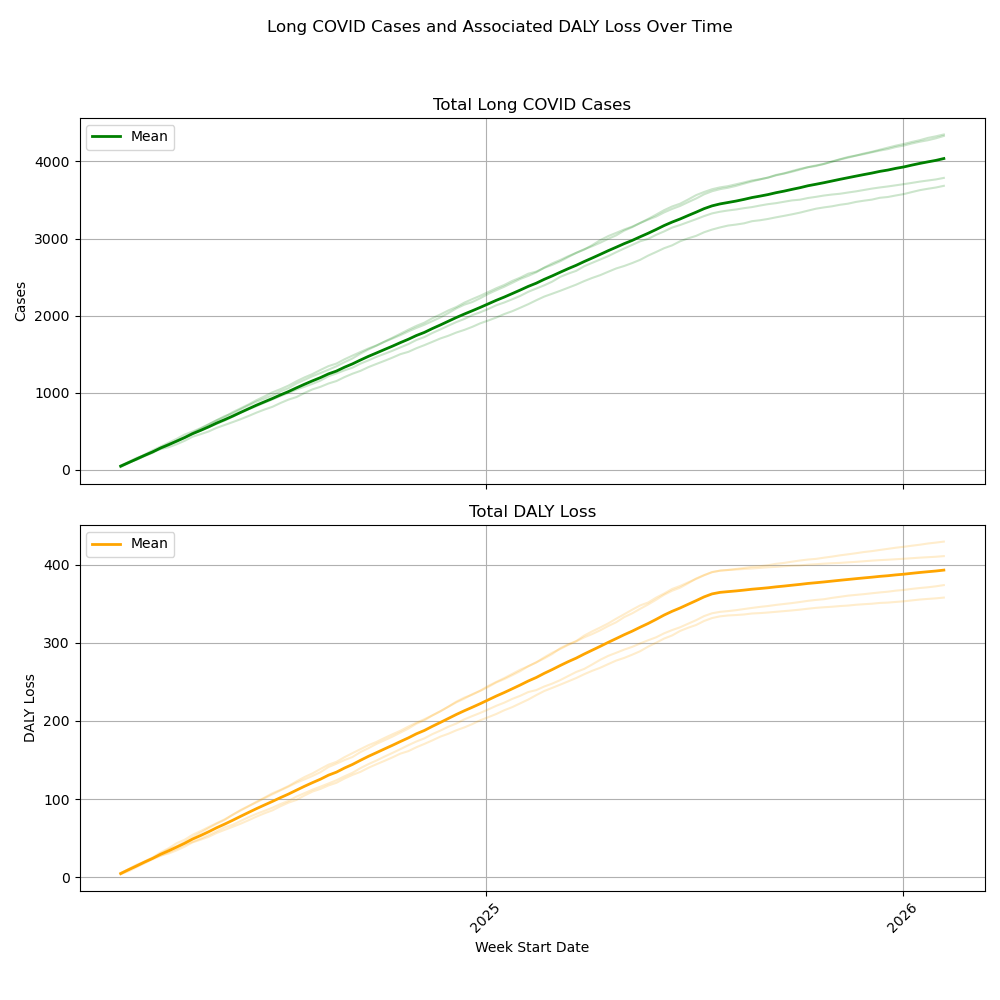 Long COVID Cases and Associated DALY Loss Over Time
Total Long COVID Cases
Mean
4000
3000
2000
1000
0
Cases
Total DALY Loss
Mean
400
300
200
100
0
DALY Loss
2025
2026
Week Start Date